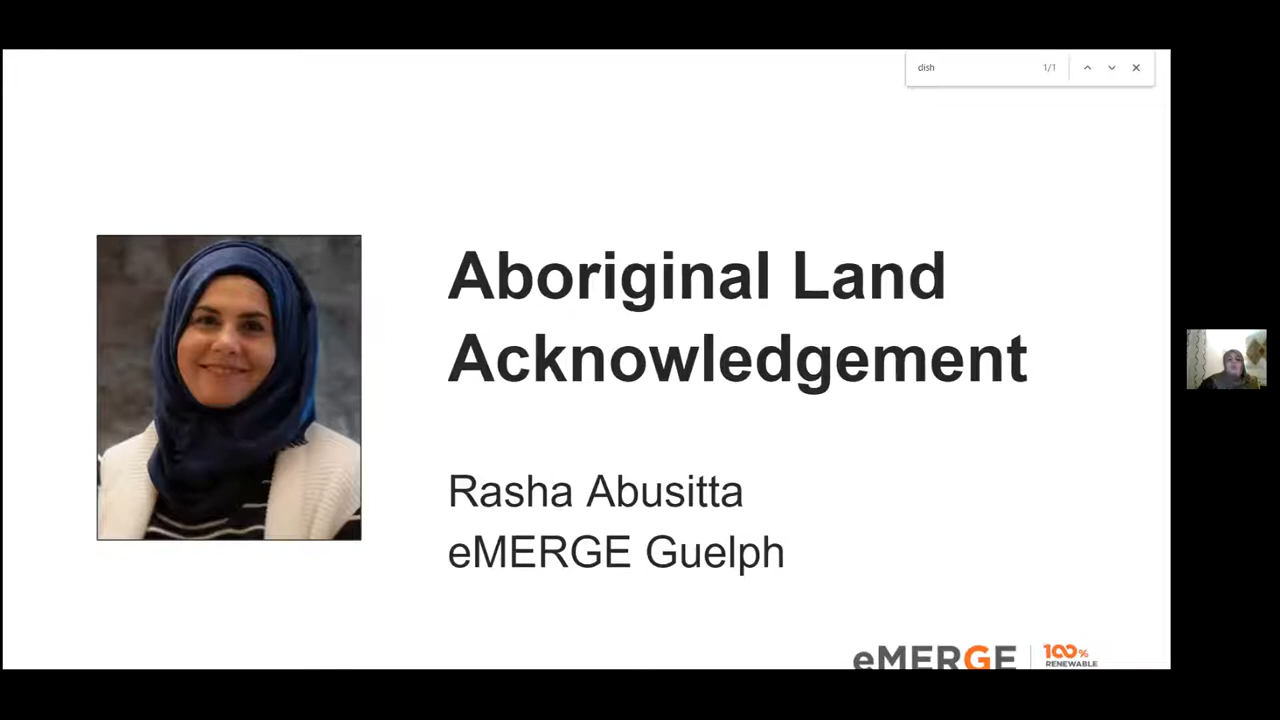 dish 1/1
Aboriginal Land
Acknowledgement
Rasha Abusitta
eMERGE Guelph
eMERGE 100%
RENEWABLE